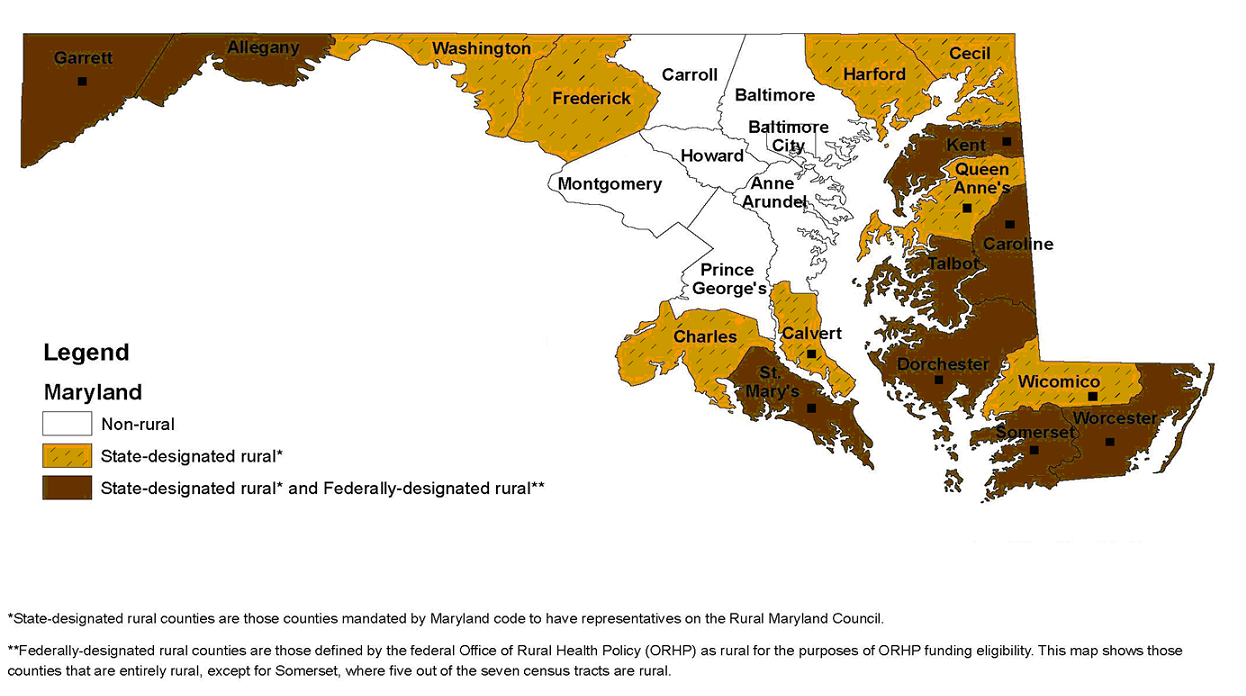 Garrett
Allegany
Washington
Frederick
Carroll
Baltimore
Baltimore
City
Harford
Cecil
Howard
Montgomery
Anne
Arundel
Kent
Queen
Anne's
Caroline
Talbot
Prince
George's
Charles
Calvert
St.
Mary's
Dorchester
Wicomico
Somerset
Worcester
Legend
Maryland
Non-rural
State-designated rural*
State-designated rural* and Federally-designated rural**
*State-designated rural counties are those counties mandated by Maryland code to have representatives on the Rural Maryland Council.
**Federally-designated rural counties are those defined by the federal Office of Rural Health Policy (ORHP) as rural for the purposes of ORHP funding eligibility. This map shows those
counties that are entirely rural, except for Somerset, where five out of the seven census tracts are rural.